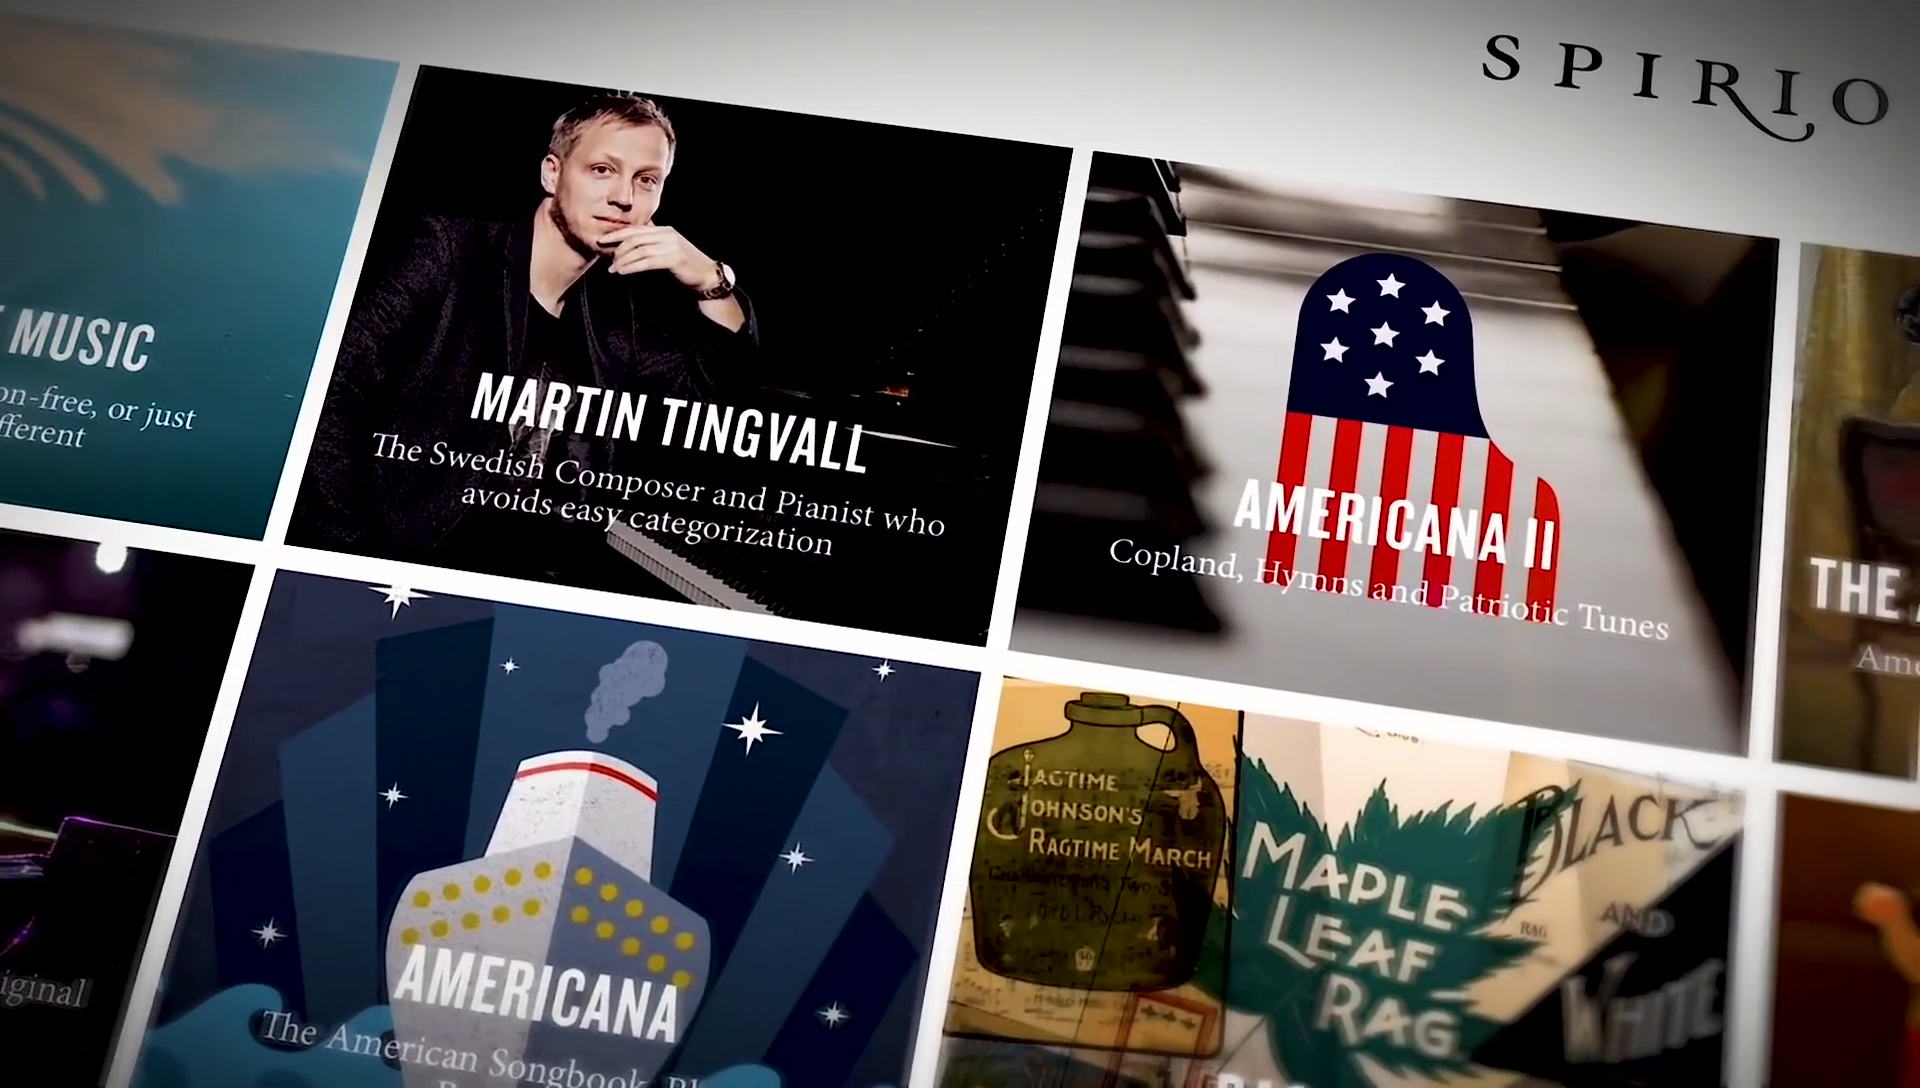 SPIRIO
MUSIC
on-free, or just
fferent
MARTIN TINGVALL
The Swedish Composer and Pianist who
avoids easy categorization
AMERICANA II
Copland, Hymns and Patriotic Tunes
THE
iginal
AMERICANA
The American Songbook
JAGTIME
JOHNSON'S
RAGTIME MARCH
MAPLE
LEAF
RAG
BLACK
RAG
AND
WHITE